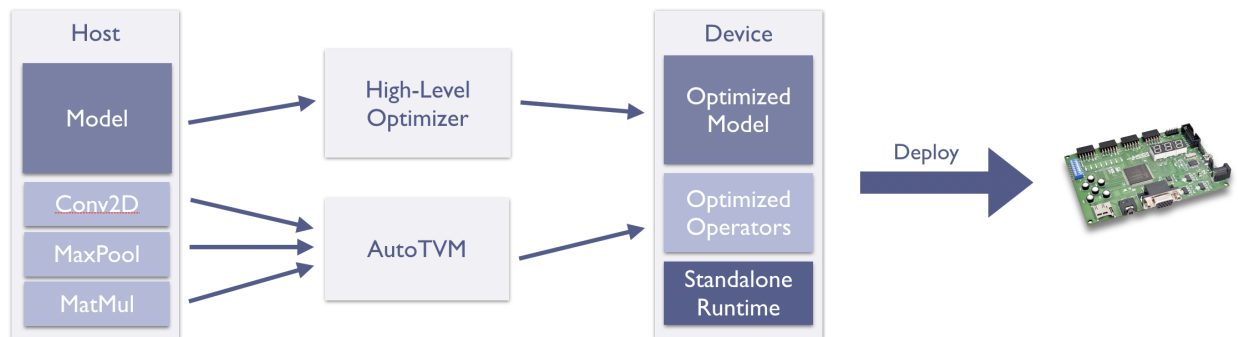 Host
Model
Conv2D
MaxPool
MatMul
High-Level
Optimizer
AutoTVM
Device
Optimized
Model
Optimized
Operators
Standalone
Runtime
Deploy